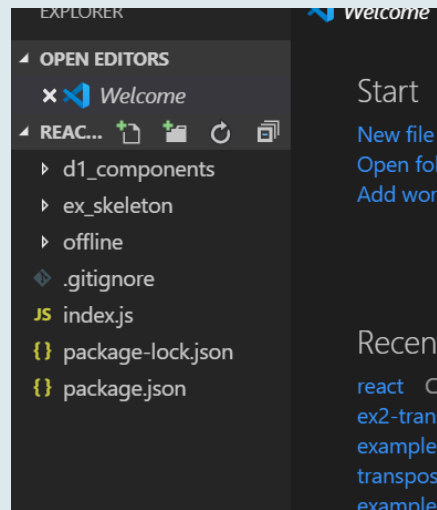 EXPLORER
OPEN EDITORS
Welcome
REAC...
d1_components
ex_skeleton
offline
.gitignore
JS index.js
{} package-lock.json
{} package.json
Welcome
Start
New file
Open fol
Add wor
Recen
react C
ex2-tran
example
transpos
example